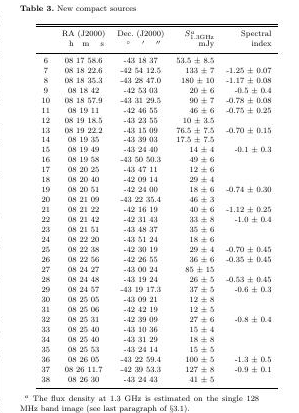 Table 3. New compact sources
RA (J2000) Dec. (J2000) Sᵃ1.3GHz Spectral
h m s ° ′ ″ mJy index
6 08 17 58.6 -43 18 37 53.5 ± 8.5
7 08 18 22.6 -42 54 12.5 133 ± 7 -1.25 ± 0.07
8 08 18 35.3 -43 28 47.0 180 ± 10 -1.17 ± 0.08
9 08 18 42 -42 53 03 20 ± 6 -0.5 ± 0.4
10 08 18 57.9 -43 31 29.5 90 ± 7 -0.78 ± 0.08
11 08 19 11 -42 46 55 46 ± 6 -0.75 ± 0.25
12 08 19 18.5 -43 23 55 10 ± 3.5
13 08 19 22.2 -43 15 09 76.5 ± 7.5 -0.70 ± 0.15
14 08 19 35 -43 39 03 17.5 ± 7.5
15 08 19 49 -43 24 40 14 ± 4 -0.1 ± 0.3
16 08 19 58 -43 50 50.3 49 ± 6
17 08 20 25 -43 47 11 12 ± 6
18 08 20 40 -42 09 14 29 ± 4
19 08 20 51 -42 24 00 18 ± 6 -0.74 ± 0.30
20 08 21 09 -43 22 35.4 46 ± 3
21 08 21 22 -42 16 19 40 ± 6 -1.12 ± 0.25
22 08 21 42 -42 31 43 33 ± 8 -1.0 ± 0.4
23 08 21 51 -43 48 37 35 ± 6
24 08 22 20 -43 51 24 18 ± 6
25 08 22 38 -42 30 19 29 ± 4 -0.70 ± 0.45
26 08 22 56 -42 26 55 36 ± 6 -0.35 ± 0.45
27 08 24 27 -43 00 24 85 ± 15
28 08 24 48 -43 19 24 26 ± 5 -0.53 ± 0.45
29 08 24 57 -43 19 17.3 37 ± 5 -0.6 ± 0.3
30 08 25 05 -43 09 21 12 ± 8
31 08 25 06 -42 42 19 12 ± 5
32 08 25 31 -42 39 09 27 ± 6 -0.8 ± 0.4
33 08 25 40 -43 10 36 15 ± 4
34 08 25 40 -43 31 29 18 ± 8
35 08 25 53 -43 24 14 15 ± 5
36 08 26 05 -43 22 59.4 100 ± 5 -1.3 ± 0.5
37 08 26 11.7 -42 39 53.3 127 ± 8 -0.9 ± 0.1
38 08 26 30 -43 24 43 41 ± 5
ᵃ The flux density at 1.3 GHz is estimated on the single 128
MHz band image (see last paragraph of §3.1).